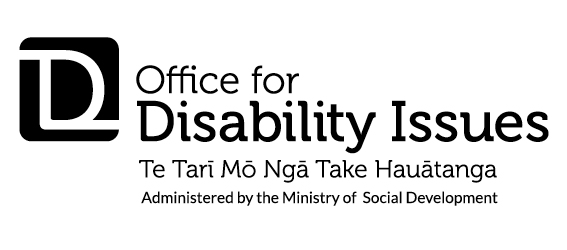 D
Office for
Disability Issues
Te Tarī Mō Ngā Take Hauātanga
Administered by the Ministry of Social Development